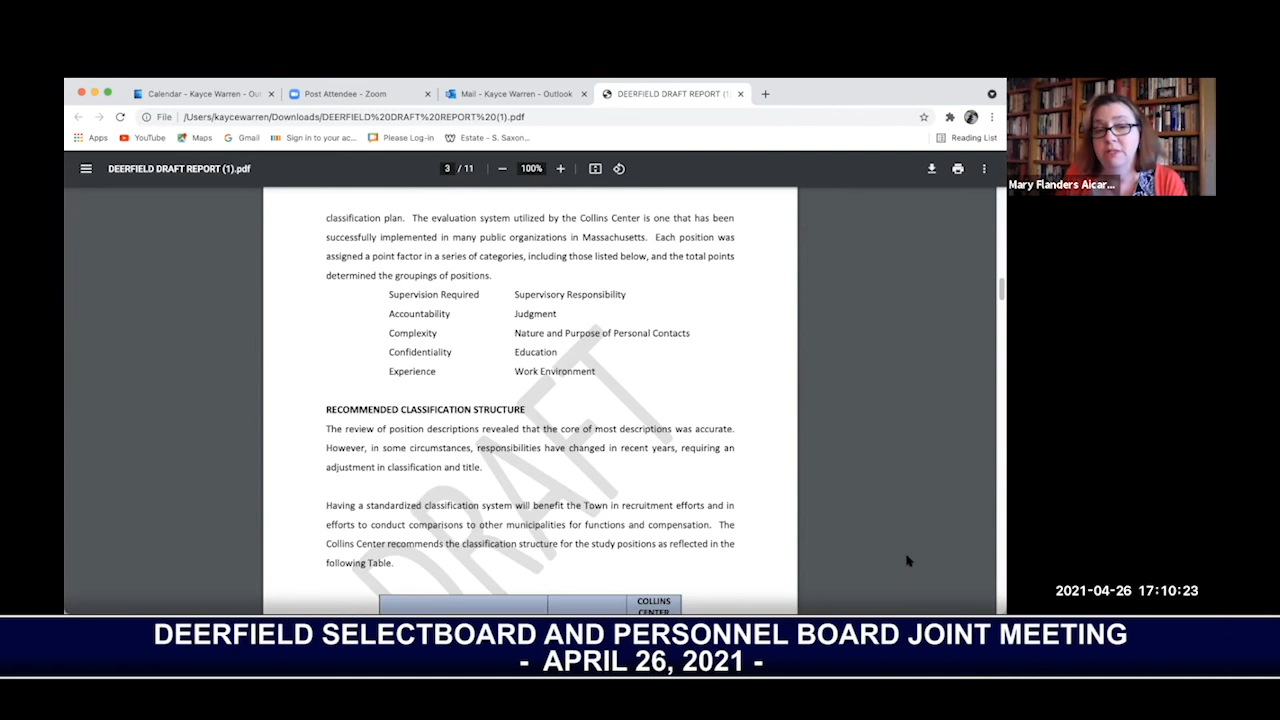 Calendar - Kayce Warren - Ou
Post Attendee - Zoom
Mail - Kayce Warren - Outlook
DEERFIELD DRAFT REPORT (1).p
File
/Users/kaycewarren/Downloads/DEERFIELD%20DRAFT%20REPORT%20(1).pdf
Apps
YouTube
Maps
Gmail
Sign in to your ac...
Please Log-in
Estate - S. Saxon...
Reading List
DEERFIELD DRAFT REPORT (1).pdf
3 / 11
100%
classification plan. The evaluation system utilized by the Collins Center is one that has been
successfully implemented in many public organizations in Massachusetts. Each position was
assigned a point factor in a series of categories, including those listed below, and the total points
determined the groupings of positions.
Supervision Required Supervisory Responsibility
Accountability Judgment
Complexity Nature and Purpose of Personal Contacts
Confidentiality Education
Experience Work Environment
RECOMMENDED CLASSIFICATION STRUCTURE
The review of position descriptions revealed that the core of most descriptions was accurate.
However, in some circumstances, responsibilities have changed in recent years, requiring an
adjustment in classification and title.
Having a standardized classification system will benefit the Town in recruitment efforts and in
efforts to conduct comparisons to other municipalities for functions and compensation. The
Collins Center recommends the classification structure for the study positions as reflected in the
following Table.
COLLINS
CENTER
DRAFT
Mary Flanders Aicar...
2021-04-26 17:10:23
DEERFIELD SELECTBOARD AND PERSONNEL BOARD JOINT MEETING
- APRIL 26, 2021 -